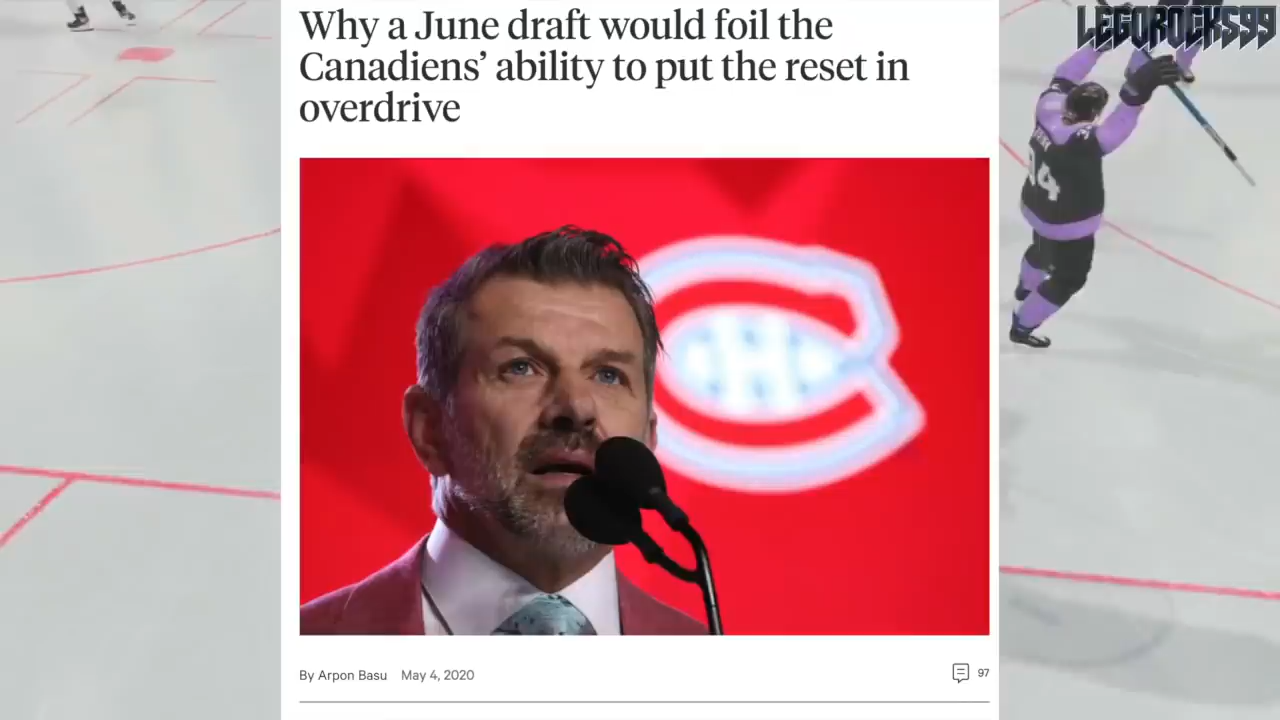 Why a June draft would foil the
Canadiens' ability to put the reset in
overdrive
LEGOROCKS99
34
By Arpon Basu May 4, 2020
97